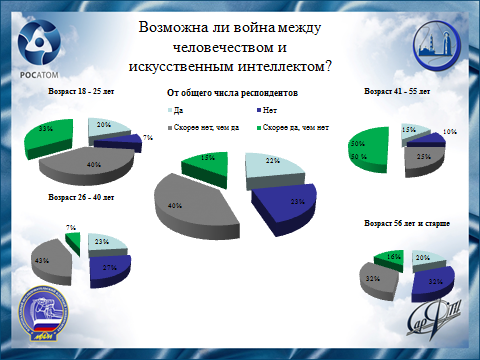 Возможна ли война между
человечеством и
искусственным интеллектом?
РОСАТОМ
Возраст 18 - 25 лет
33%
20%
7%
40%
От общего числа респондентов
Да
Нет
Скорее нет, чем да
Скорее да, чем нет
15%
22%
40%
23%
Возраст 41 - 55 лет
50%
50 %
15%
10%
25%
Возраст 26 - 40 лет
7%
23%
43%
27%
Возраст 56 лет и старше
16%
20%
32%
32%